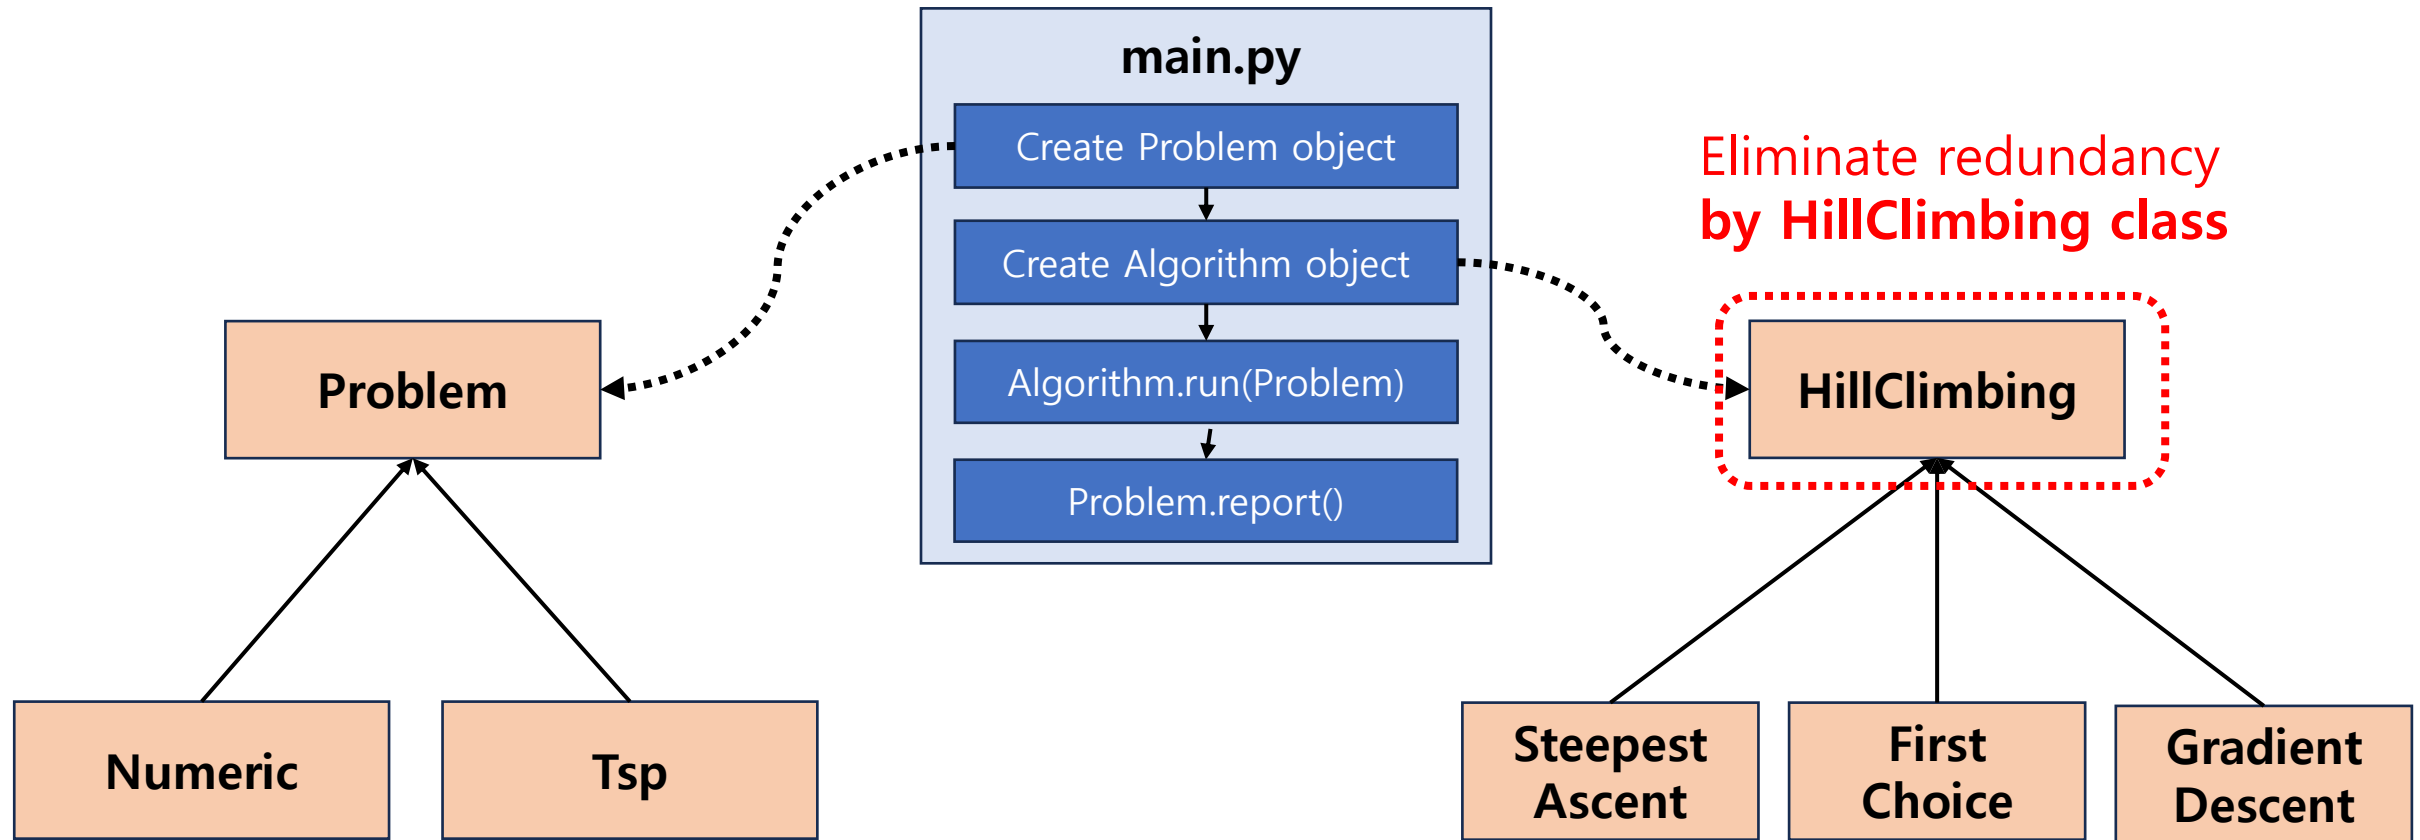 main.py
Create Problem object
Create Algorithm object
Algorithm.run(Problem)
Problem.report()
Eliminate redundancy
by HillClimbing class
Problem
HillClimbing
Numeric
Tsp
Steepest
Ascent
First
Choice
Gradient
Descent